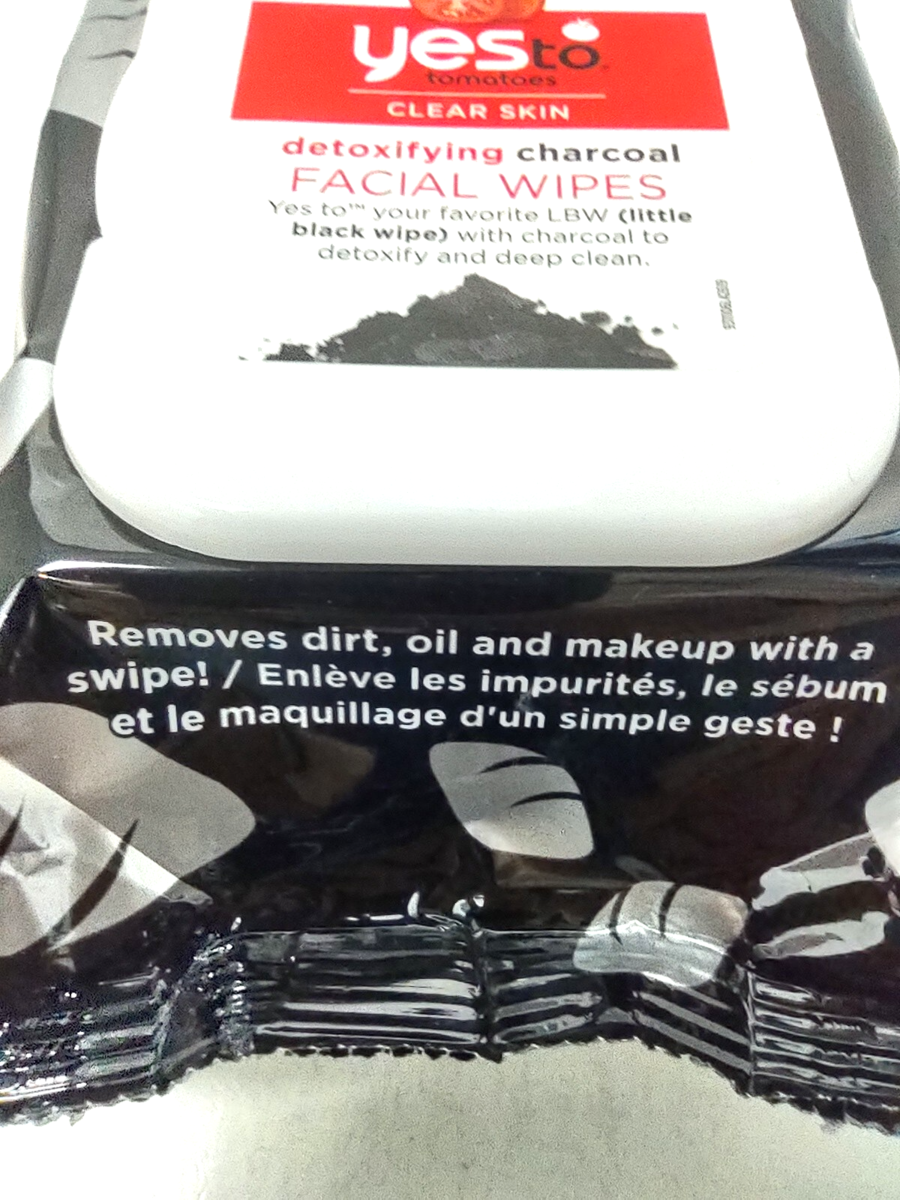 yes to
tomatoes
CLEAR SKIN
detoxifying charcoal
FACIAL WIPES
Yes to™ your favorite LBW (little
black wipe) with charcoal to
detoxify and deep clean.
Removes dirt, oil and makeup with a
swipe! / Enlève les impuretés, le sébum
et le maquillage d'un simple geste !